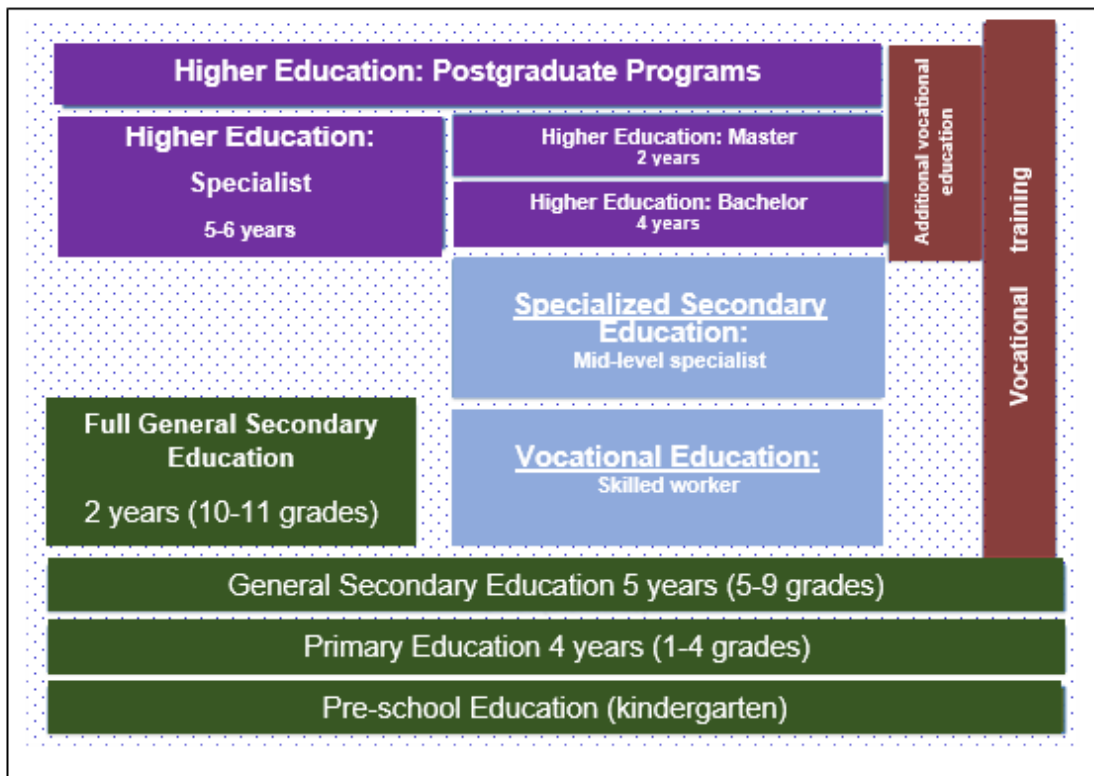 Higher Education: Postgraduate Programs
Higher Education:
Specialist
5-6 years
Higher Education: Master
2 years
Higher Education: Bachelor
4 years
Additional vocational
education
Vocational training
Specialized Secondary
Education:
Mid-level specialist
Full General Secondary
Education
2 years (10-11 grades)
Vocational Education:
Skilled worker
General Secondary Education 5 years (5-9 grades)
Primary Education 4 years (1-4 grades)
Pre-school Education (kindergarten)